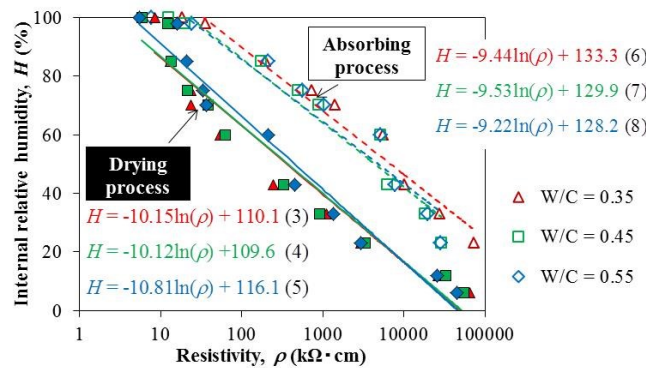 Internal relative humidity, H (%)
100
80
60
40
20
0
Absorbing
process
H = -9.44ln(ρ) + 133.3 (6)
H = -9.53ln(ρ) + 129.9 (7)
H = -9.22ln(ρ) + 128.2 (8)
Drying
process
H = -10.15ln(ρ) + 110.1 (3)
H = -10.12ln(ρ) +109.6 (4)
H = -10.81ln(ρ) + 116.1 (5)
W/C = 0.35
W/C = 0.45
W/C = 0.55
1 10 100 1000 10000 100000
Resistivity, ρ (kΩ·cm)